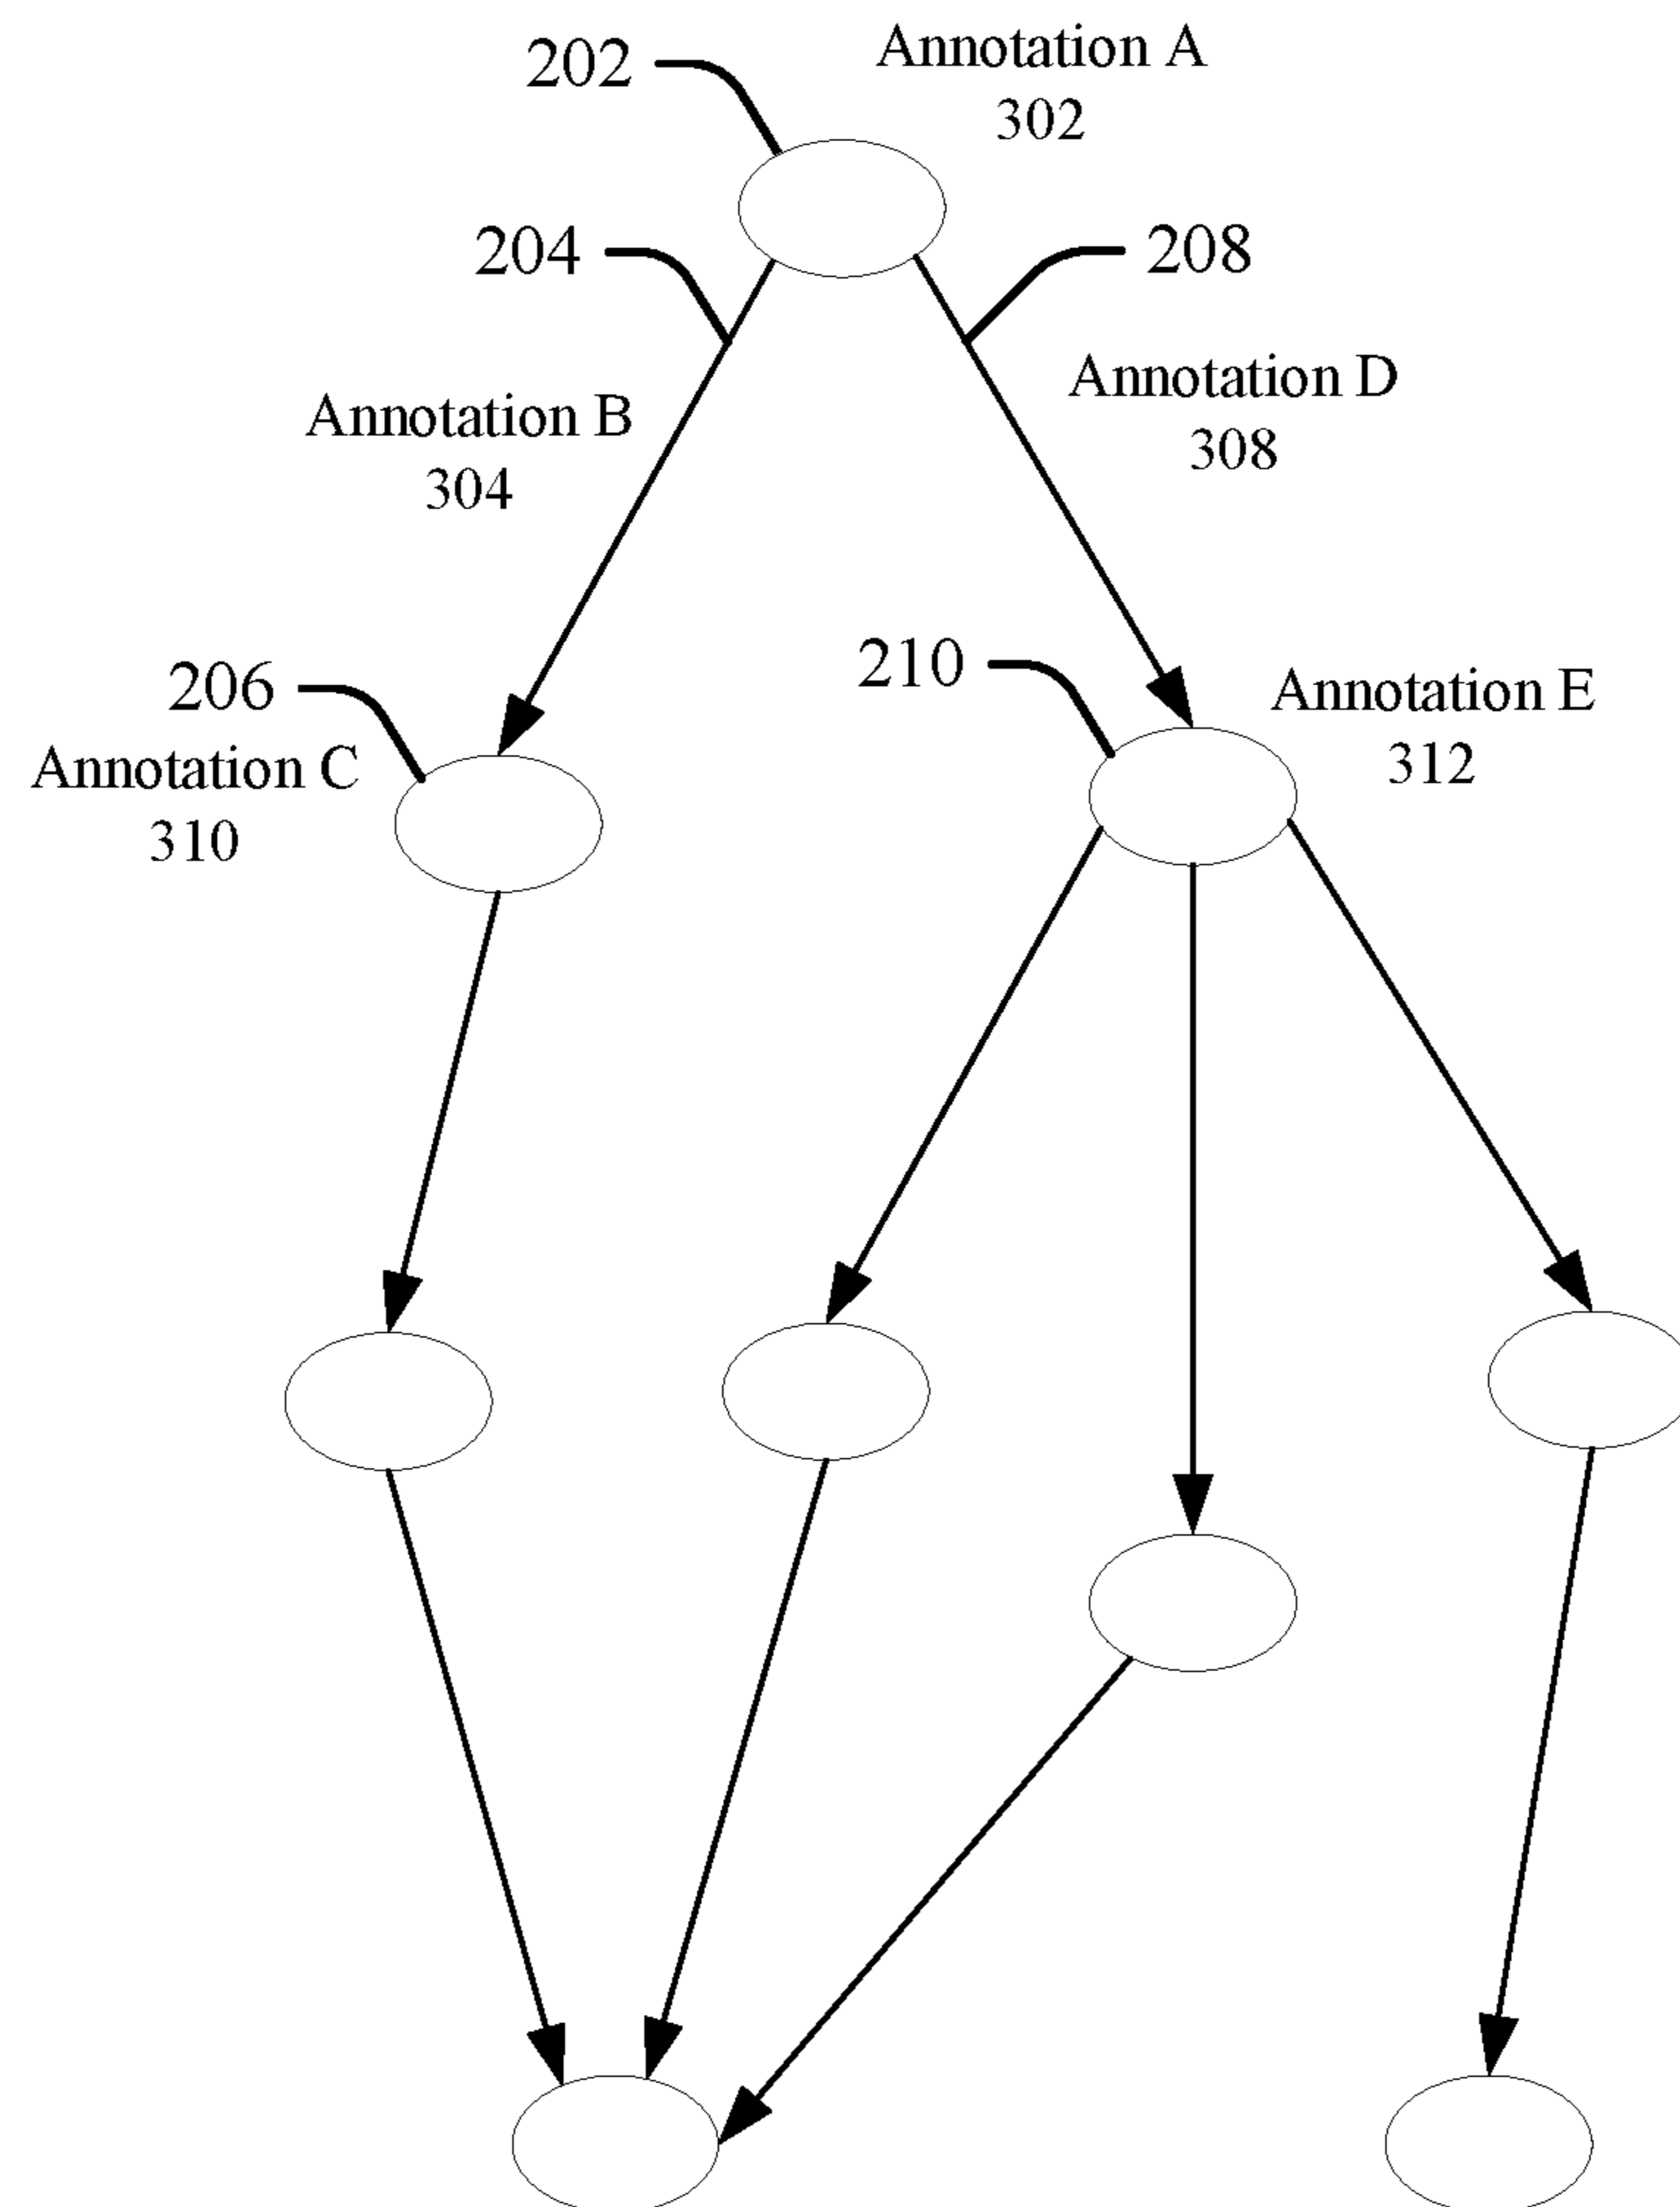 202
Annotation A
302
204
208
Annotation D
308
Annotation B
304
210
206
Annotation E
312
Annotation C
310